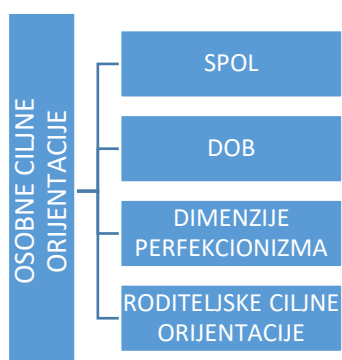 OSOBNE CILJNE
ORIJENTACIJE
SPOL
DOB
DIMENZIJE
PERFEKCIONIZMA
RODITELJSKE CILJNE
ORIJENTACIJE